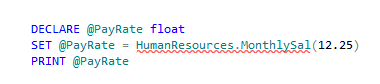 DECLARE @PayRate float
SET @PayRate = HumanResources.MonthlySal(12.25)
PRINT @PayRate